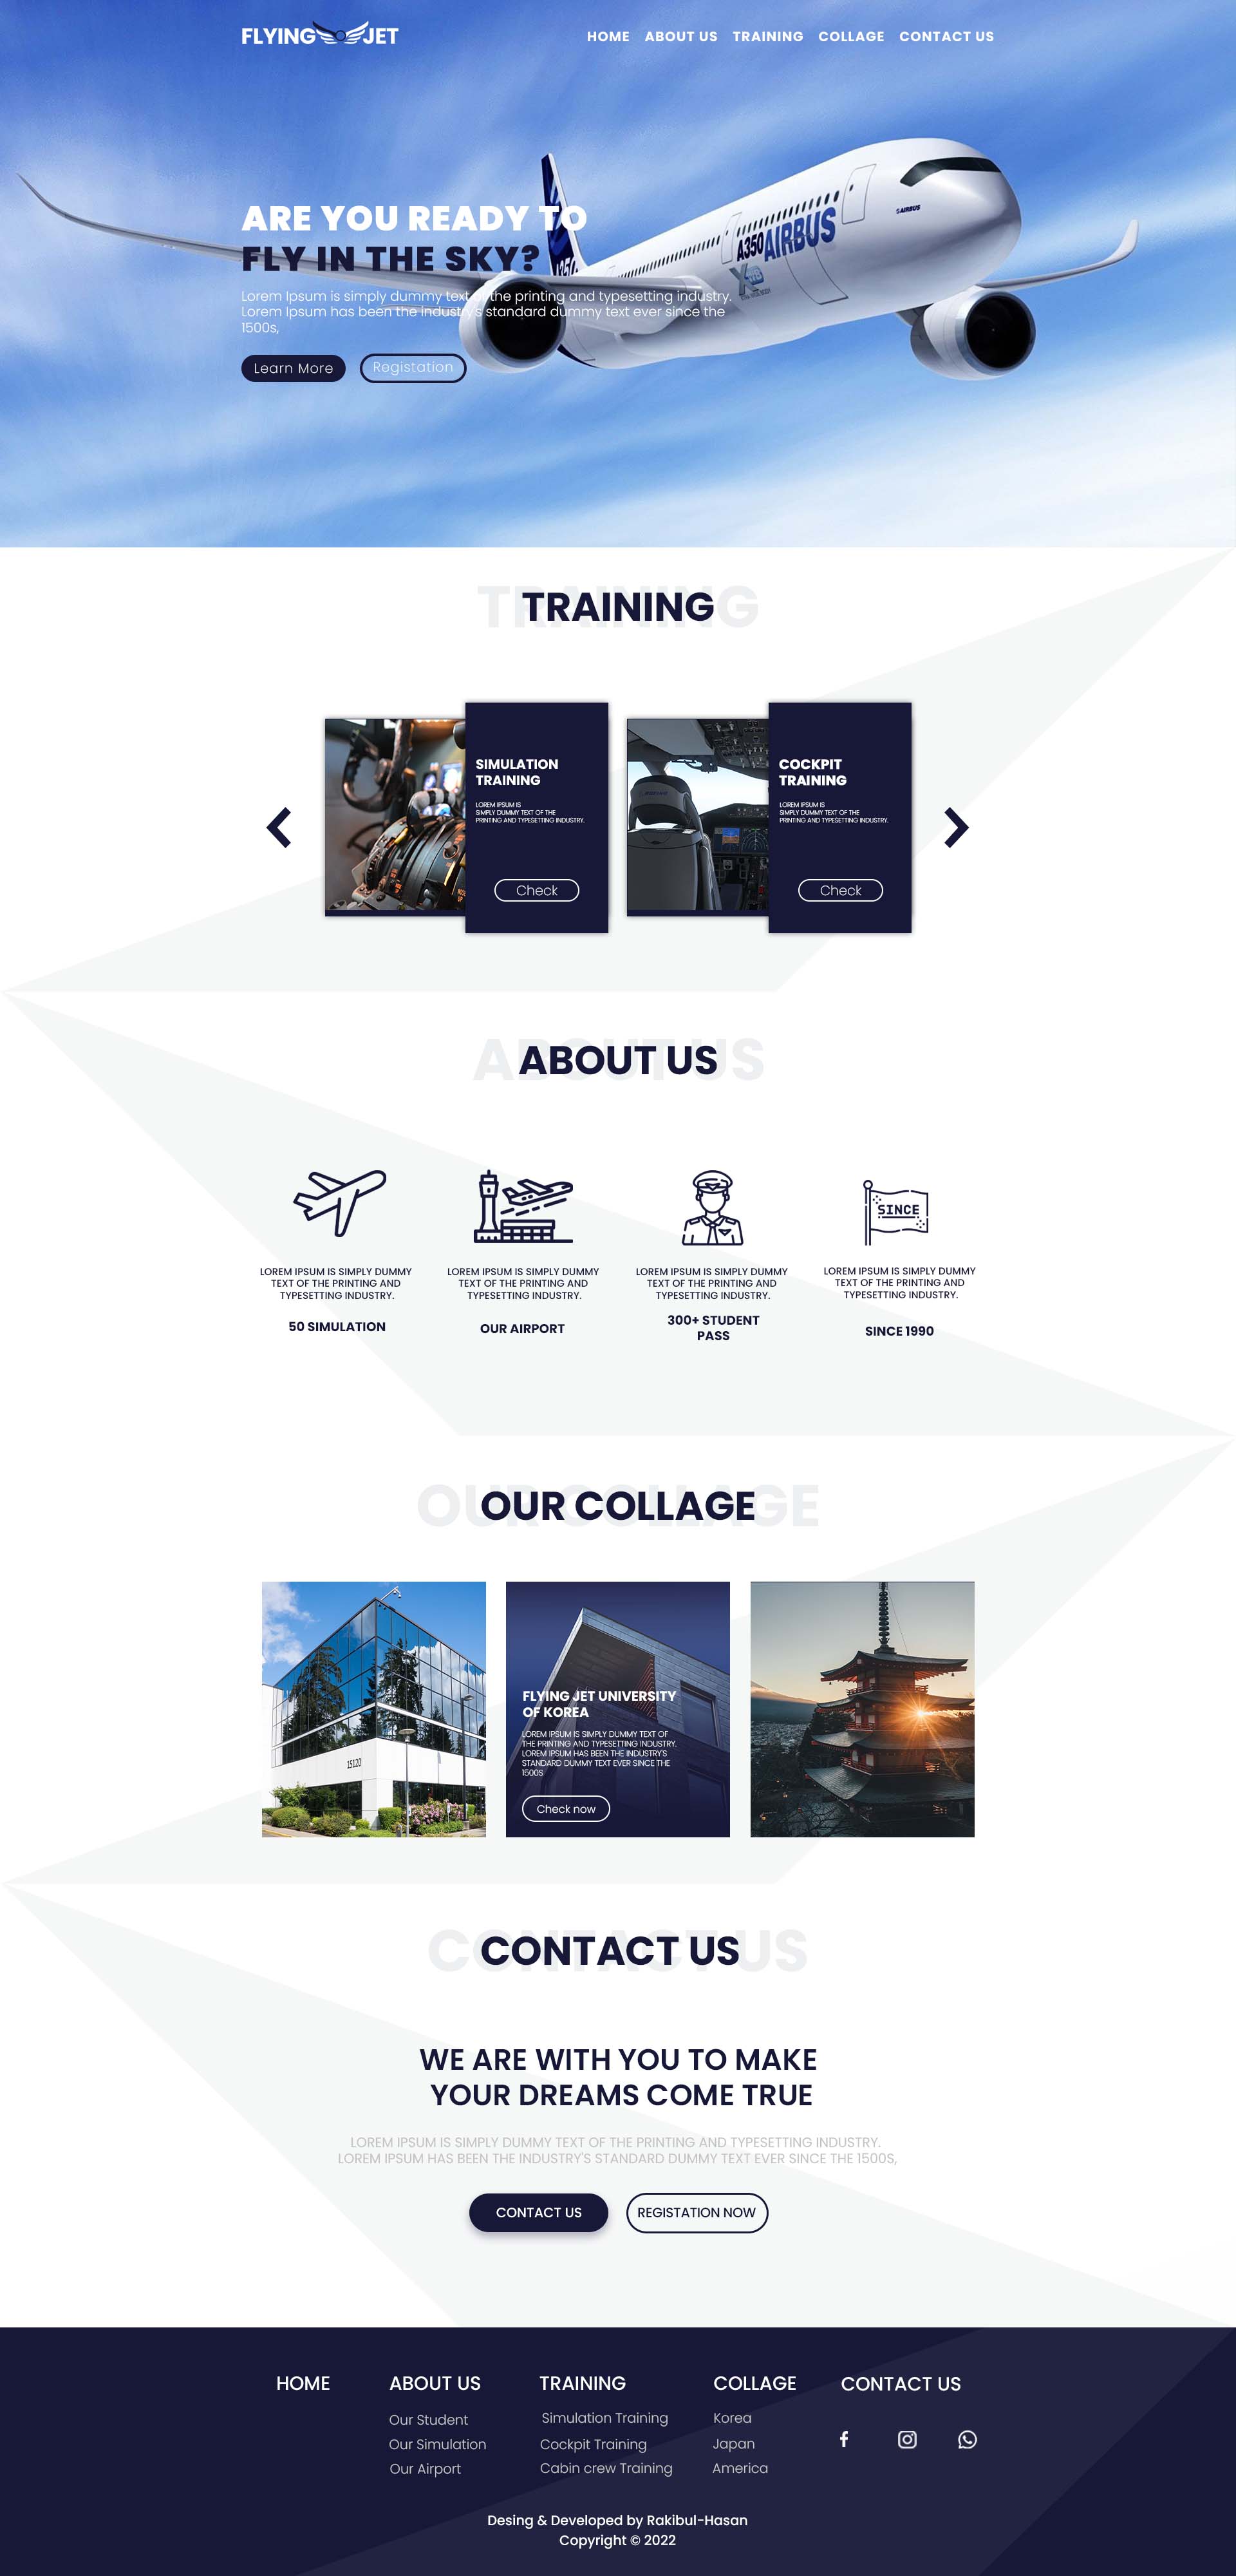 FLYING JET
HOME ABOUT US TRAINING COLLAGE CONTACT US
ARE YOU READY TO
FLY IN THE SKY?
Lorem Ipsum is simply dummy text of the printing and typesetting industry.
Lorem Ipsum has been the industry's standard dummy text ever since the
1500s,
Learn More
Registation
A350 AIRBUS
AIRBUS
TRAINING
TRAINING
SIMULATION
TRAINING
LOREM IPSUM IS
SIMPLY DUMMY TEXT OF THE
PRINTING AND TYPESETTING INDUSTRY.
Check
COCKPIT
TRAINING
LOREM IPSUM IS
SIMPLY DUMMY TEXT OF THE
PRINTING AND TYPESETTING INDUSTRY.
Check
ABOUT US
ABOUT US
SINCE
LOREM IPSUM IS SIMPLY DUMMY
TEXT OF THE PRINTING AND
TYPESETTING INDUSTRY.
50 SIMULATION
LOREM IPSUM IS SIMPLY DUMMY
TEXT OF THE PRINTING AND
TYPESETTING INDUSTRY.
OUR AIRPORT
LOREM IPSUM IS SIMPLY DUMMY
TEXT OF THE PRINTING AND
TYPESETTING INDUSTRY.
300+ STUDENT
PASS
LOREM IPSUM IS SIMPLY DUMMY
TEXT OF THE PRINTING AND
TYPESETTING INDUSTRY.
SINCE 1990
OUR COLLAGE
OUR COLLAGE
15120
FLYING JET UNIVERSITY
OF KOREA
LOREM IPSUM IS SIMPLY DUMMY TEXT OF
THE PRINTING AND TYPESETTING INDUSTRY.
LOREM IPSUM HAS BEEN THE INDUSTRY'S
STANDARD DUMMY TEXT EVER SINCE THE
1500S
Check now
CONTACT US
CONTACT US
WE ARE WITH YOU TO MAKE
YOUR DREAMS COME TRUE
LOREM IPSUM IS SIMPLY DUMMY TEXT OF THE PRINTING AND TYPESETTING INDUSTRY.
LOREM IPSUM HAS BEEN THE INDUSTRY'S STANDARD DUMMY TEXT EVER SINCE THE 1500S,
CONTACT US
REGISTATION NOW
HOME
ABOUT US
Our Student
Our Simulation
Our Airport
TRAINING
Simulation Training
Cockpit Training
Cabin crew Training
COLLAGE
Korea
Japan
America
CONTACT US
Desing & Developed by Rakibul-Hasan
Copyright © 2022